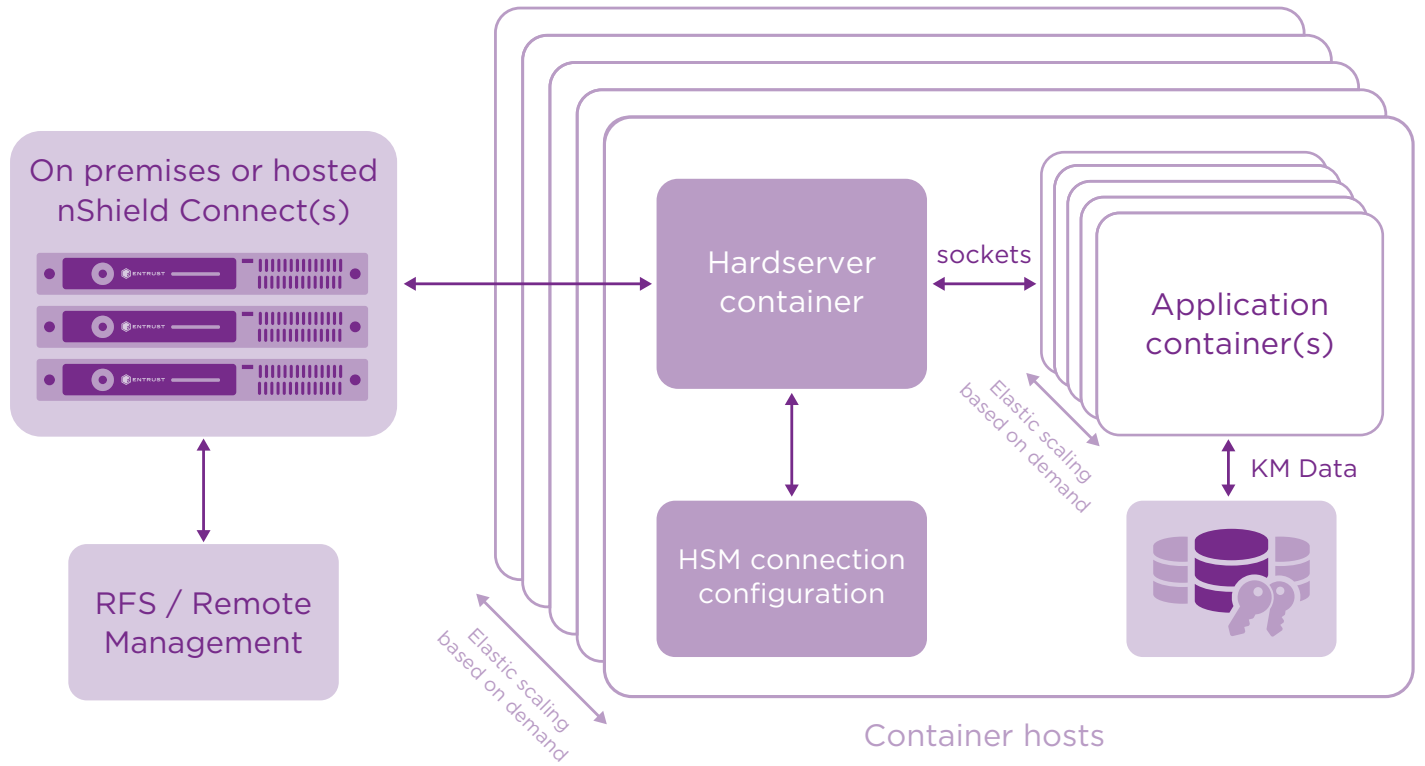 On premises or hosted
nShield Connect(s)
ENTRUST
ENTRUST
ENTRUST
RFS / Remote
Management
Hardserver
container
sockets
Application
container(s)
Elastic scaling
based on demand
KM Data
HSM connection
configuration
Elastic scaling
based on demand
Container hosts